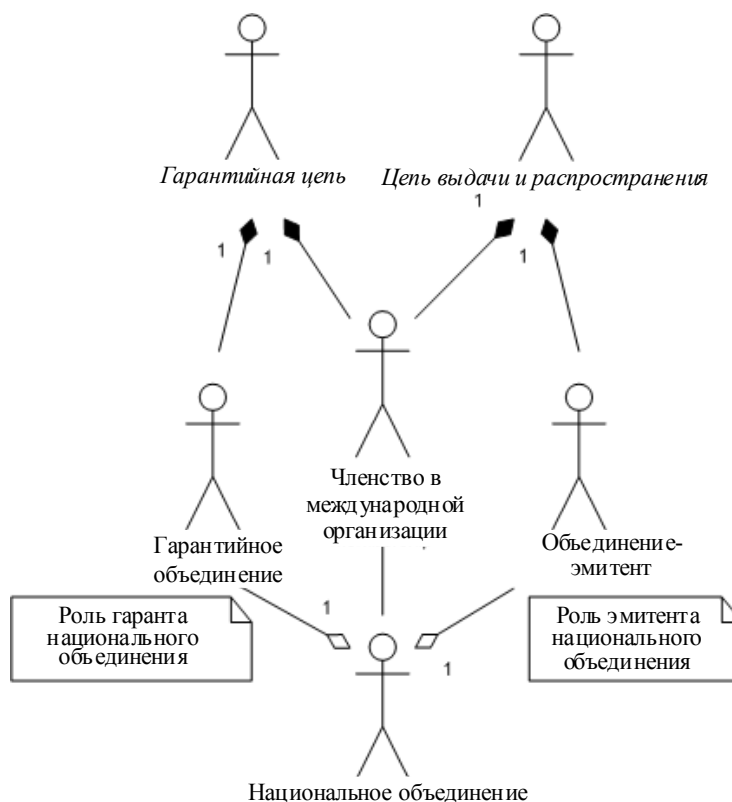 Гарантийная цепь
Цепь выдачи и распространения
1
1
1
1
Членство в
международной
организации
Гарантийное
объединение
Объединение-
эмитент
Роль гаранта
национального
объединения
1
Роль эмитента
национального
объединения
1
Национальное объединение